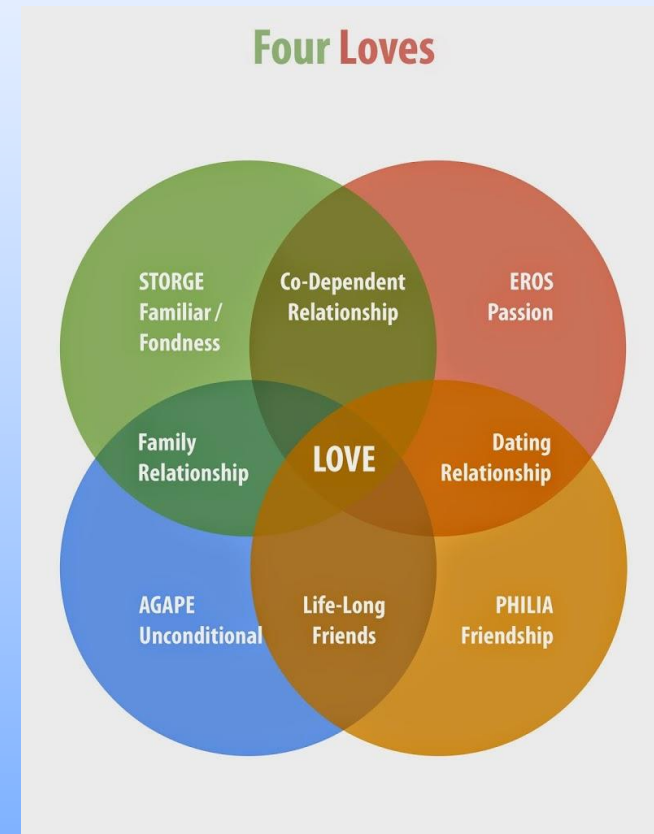 Four Loves
STORGE
Familiar /
Fondness
Co-Dependent
Relationship
EROS
Passion
Family
Relationship
LOVE
Dating
Relationship
AGAPE
Unconditional
Life-Long
Friends
PHILIA
Friendship